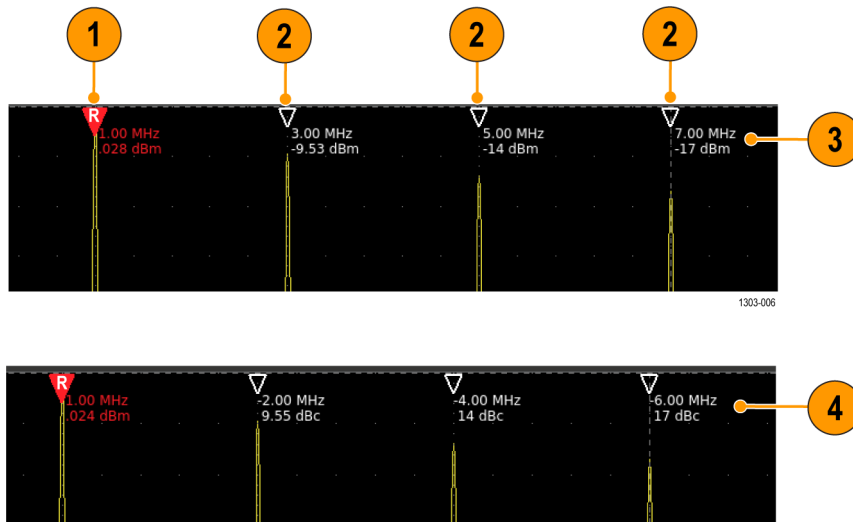 1 2 2 2
R
1.00 MHz 3.00 MHz 5.00 MHz 7.00 MHz
.028 dBm -9.53 dBm -14 dBm -17 dBm
3
1303-006
R
1.00 MHz -2.00 MHz -4.00 MHz -6.00 MHz
.024 dBm 9.55 dBc 14 dBc 17 dBc
4